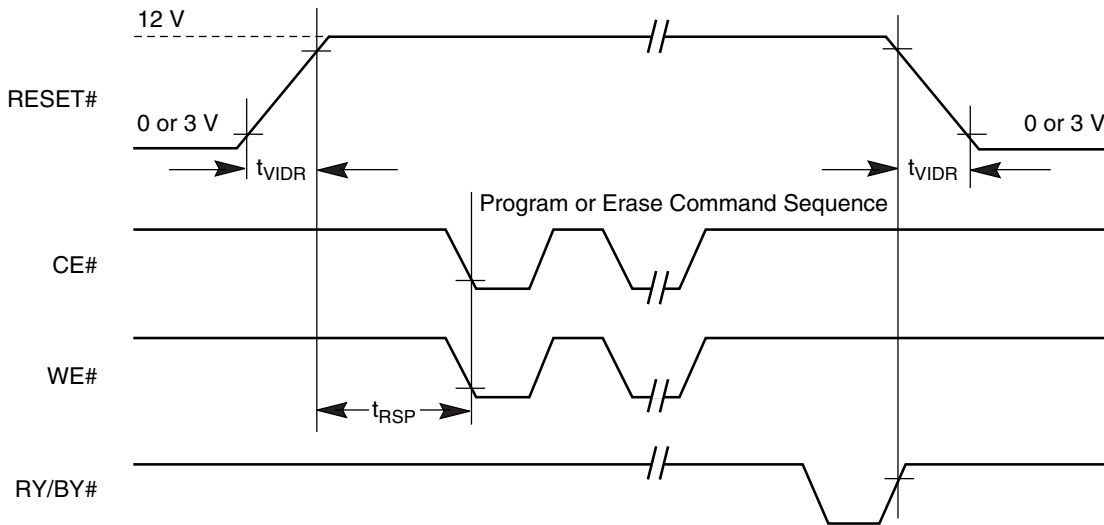 12 V
RESET#
0 or 3 V
0 or 3 V
tVIDR
tVIDR
Program or Erase Command Sequence
CE#
WE#
tRSP
RY/BY#